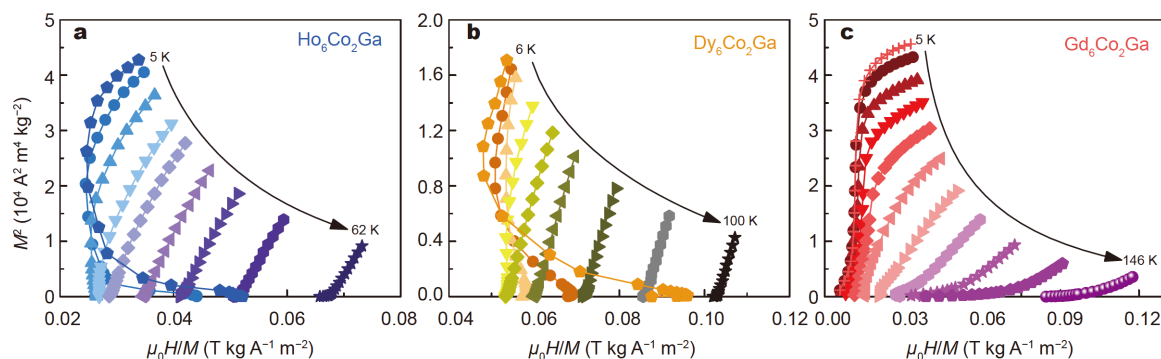 a
5 K
Ho₆Co₂Ga
62 K
M² (10⁴ A² m⁴ kg⁻²)
5
4
3
2
1
0
0.02
0.04
0.06
0.08
μ₀H/M (T kg A⁻¹ m⁻²)
b
6 K
Dy₆Co₂Ga
100 K
2.0
1.6
1.2
0.8
0.4
0.0
0.04
0.06
0.08
0.10
0.12
μ₀H/M (T kg A⁻¹ m⁻²)
c
5 K
Gd₆Co₂Ga
146 K
5
4
3
2
1
0
0.00
0.03
0.06
0.09
0.12
μ₀H/M (T kg A⁻¹ m⁻²)